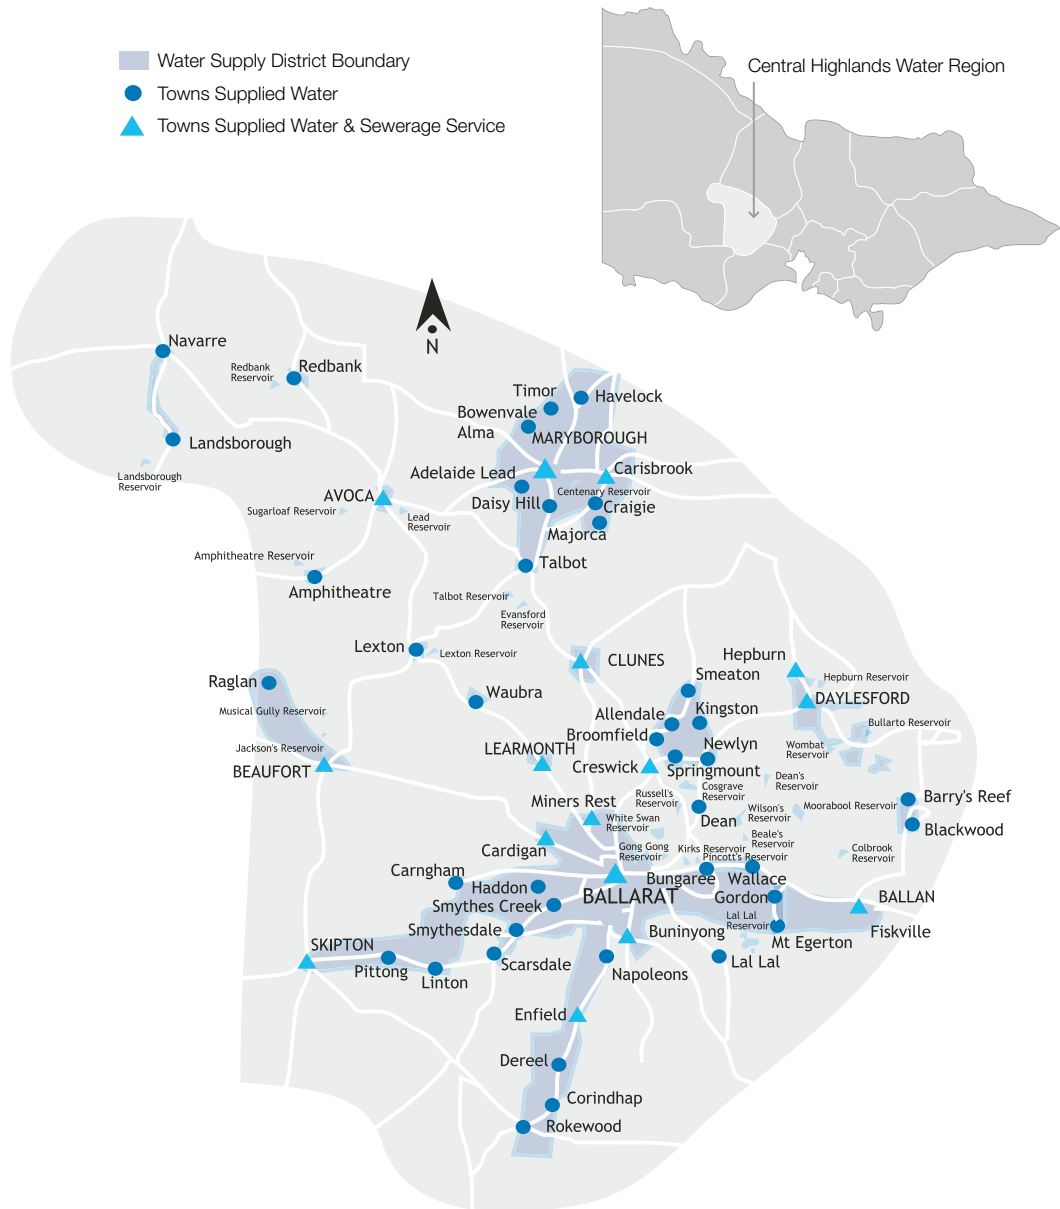 Water Supply District Boundary
Towns Supplied Water
Towns Supplied Water & Sewerage Service
Central Highlands Water Region
N
Navarre
Redbank
Reservoir
Redbank
Landsborough
Landsborough
Reservoir
Timor
Havelock
Bowenvale
Alma
MARYBOROUGH
Adelaide Lead
Carisbrook
Centenary Reservoir
AVOCA
Sugarloaf Reservoir
Lead
Reservoir
Daisy Hill
Craigie
Majorca
Talbot
Amphitheatre Reservoir
Amphitheatre
Talbot Reservoir
Evansford
Reservoir
Lexton
Lexton Reservoir
CLUNES
Hepburn
Hepburn Reservoir
Smeaton
DAYLESFORD
Raglan
Waubra
Musical Gully Reservoir
Allendale
Kingston
Bullarto Reservoir
Broomfield
Newlyn
Wombat
Reservoir
Jackson's Reservoir
BEAUFORT
LEARMONTH
Creswick
Springmount
Dean's
Reservoir
Cosgrave
Reservoir
Russell's
Reservoir
Miners Rest
Dean
Wilson's
Reservoir
Moorabool Reservoir
Barry's Reef
White Swan
Reservoir
Blackwood
Beale's
Reservoir
Cardigan
Gong Gong
Reservoir
Kirks Reservoir
Pincott's Reservoir
Colbrook
Reservoir
Carngham
Haddon
Bungaree
Wallace
Smythes Creek
BALLARAT
Gordon
BALLAN
Smythesdale
Lal Lal
Reservoir
Buninyong
Mt Egerton
Fiskville
SKIPTON
Pittong
Linton
Scarsdale
Napoleons
Lal Lal
Enfield
Dereel
Corindhap
Rokewood